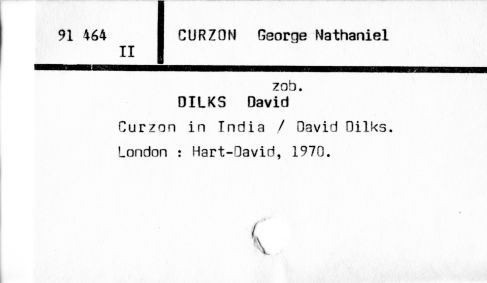 91 464
II
CURZON George Nathaniel
zob.
DILKS David
Curzon in India / David Dilks.
London : Hart-David, 1970.